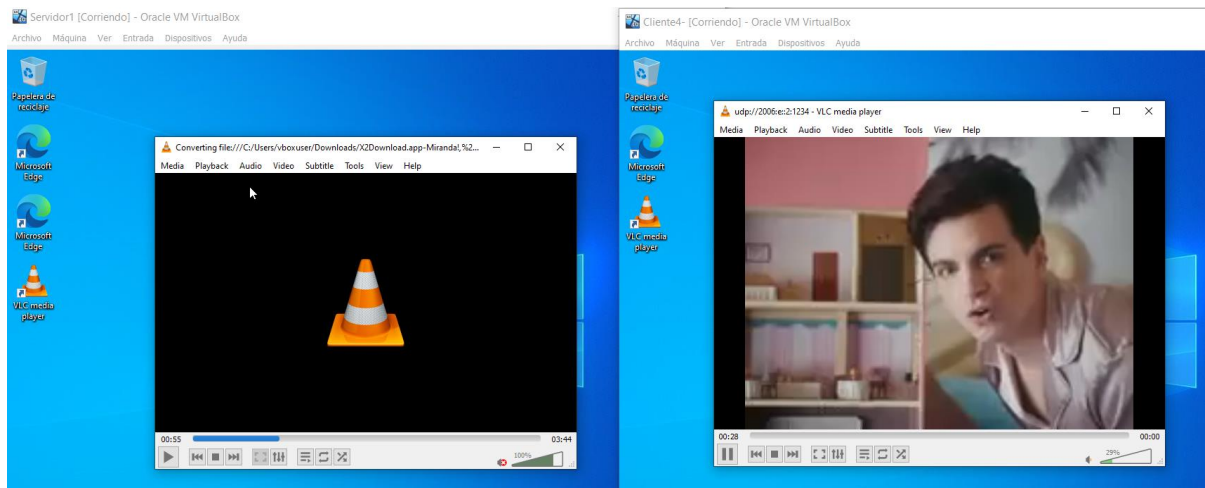 Servidor1 [Corriendo] - Oracle VM VirtualBox
Archivo Máquina Ver Entrada Dispositivos Ayuda
Papelera de
reciclaje
Microsoft
Edge
Microsoft
Edge
VLC media
player
Converting file:///C:/Users/vboxuser/Downloads/X2Download.app-Miranda!,%2...
Media Playback Audio Video Subtitle Tools View Help
00:55
03:44
100%
Cliente4- [Corriendo] - Oracle VM VirtualBox
Archivo Máquina Ver Entrada Dispositivos Ayuda
Papelera de
reciclaje
Microsoft
Edge
VLC media
player
udp://2006:e::2:1234 - VLC media player
Media Playback Audio Video Subtitle Tools View Help
00:28
00:00
29%